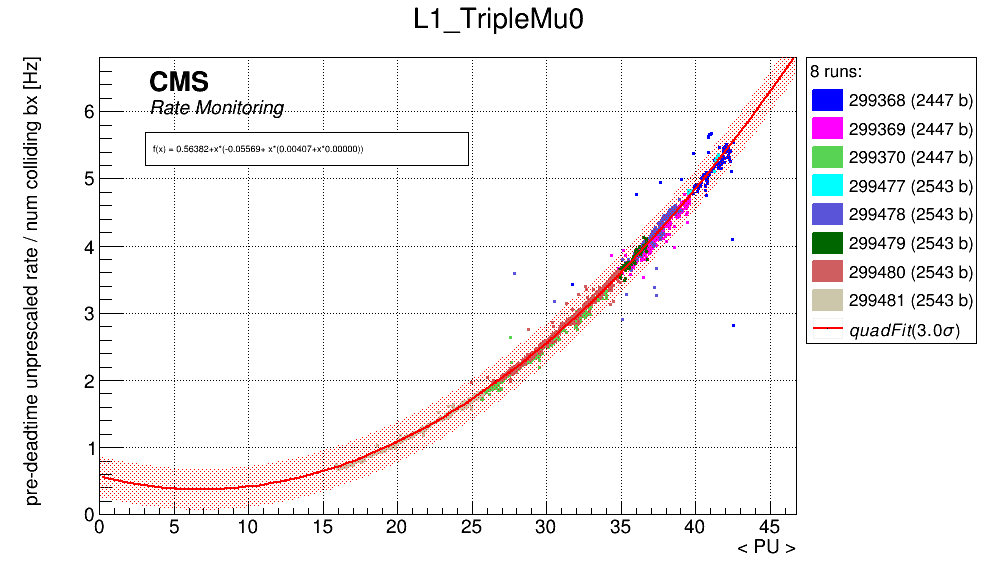 L1_TripleMu0
pre-deadtime unprescaled rate / num colliding bx [Hz]
CMS
Rate Monitoring
f(x) = 0.56382+x*(-0.05569+ x*(0.00407+x*0.00000))
6
5
4
3
2
1
0
0 5 10 15 20 25 30 35 40 45
< PU >
8 runs:
299368 (2447 b)
299369 (2447 b)
299370 (2447 b)
299477 (2543 b)
299478 (2543 b)
299479 (2543 b)
299480 (2543 b)
299481 (2543 b)
quadFit(3.0σ)